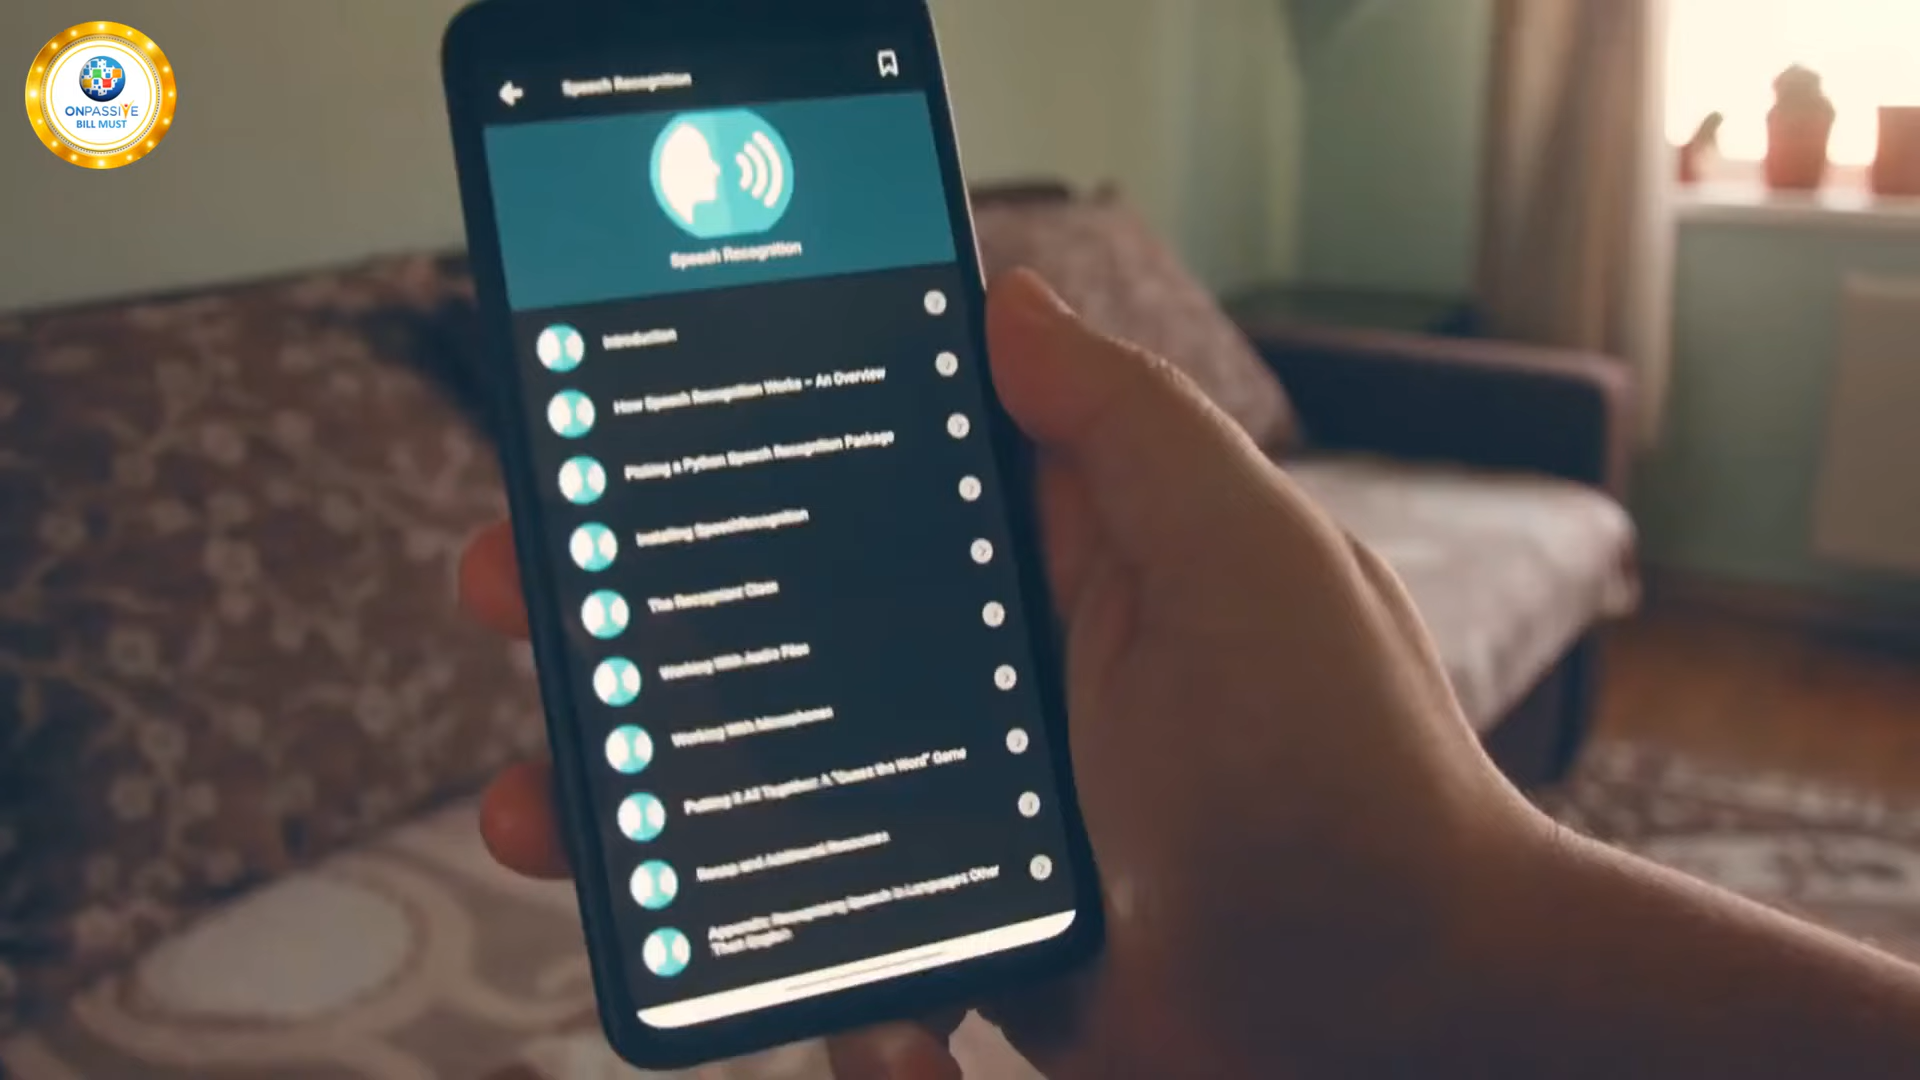 ONPASSIVE
BILL MUST
Speech Recognition
Speech Recognition
Introduction
How Speech Recognition Works – An Overview
Picking a Python Speech Recognition Package
Installing SpeechRecognition
The Recognizer Class
Working With Audio Files
Working With Microphones
Putting It All Together: A "Guess the Word" Game
Recap and Additional Resources
Appendix: Recognizing Speech in Languages Other
Than English